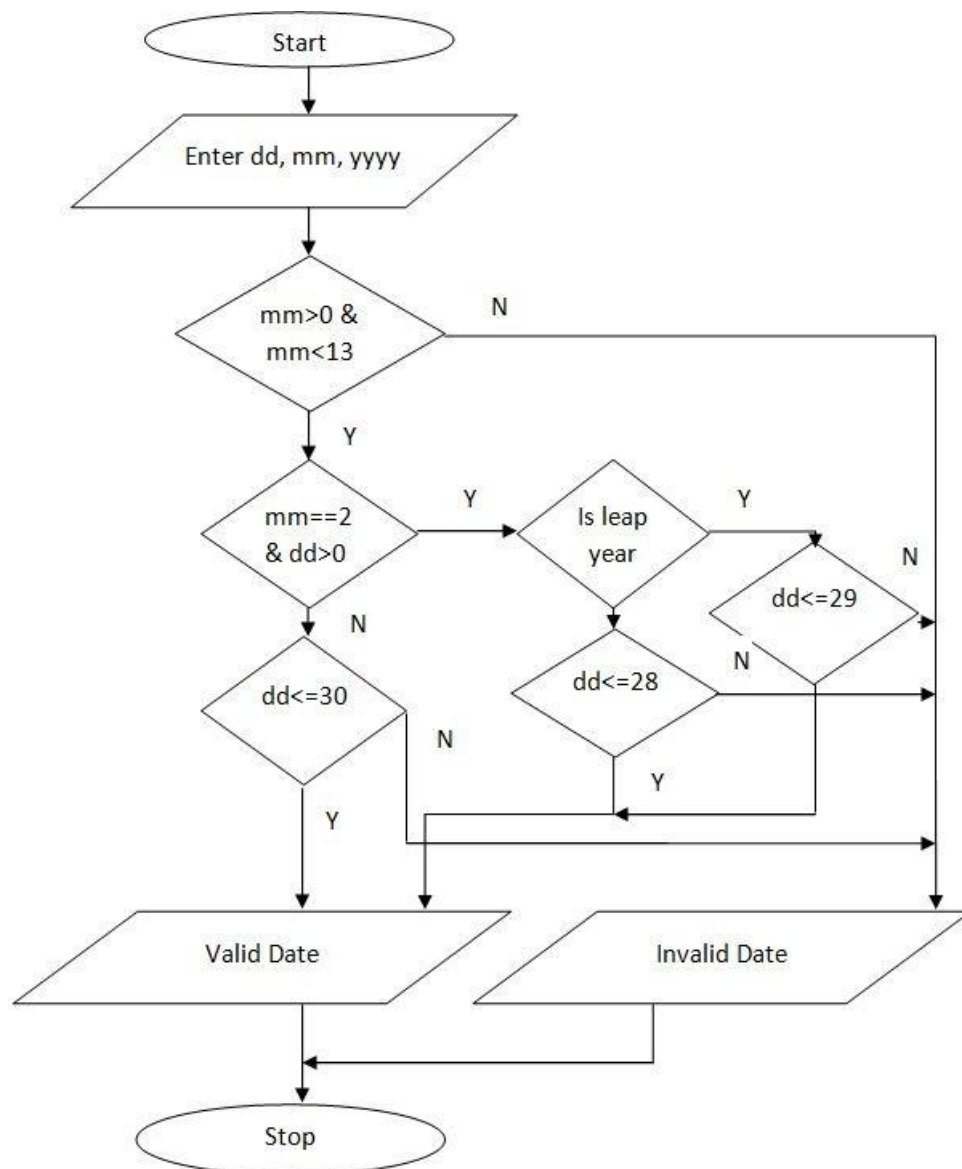 Start
Enter dd, mm, yyyy
mm>0 &
mm<13
N
Y
mm==2
& dd>0
Y
Is leap
year
Y
N
dd<=29
N
dd<=30
N
dd<=28
N
Y
Y
Valid Date
Invalid Date
Stop